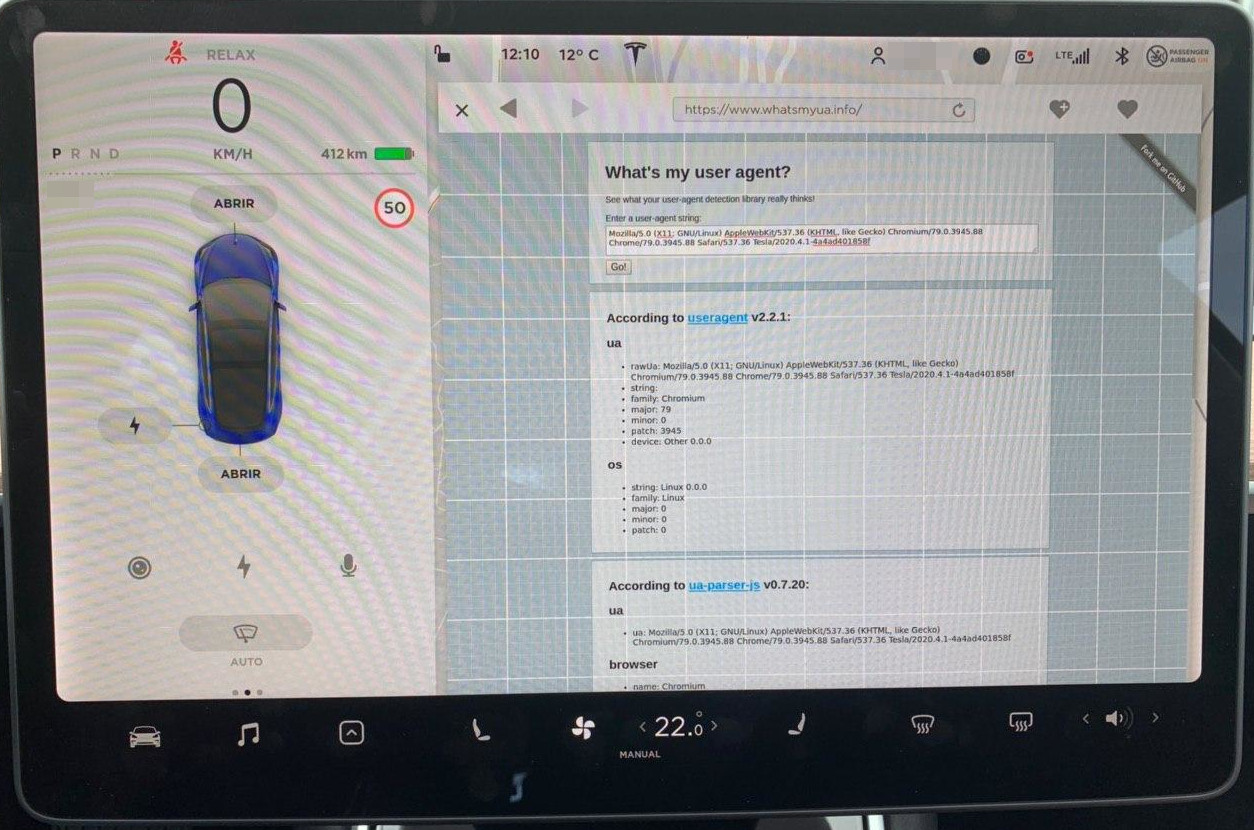 RELAX
0
KM/H
P R N D
412 km
ABRIR
50
ABRIR
AUTO
12:10
12° C
LTE
PASSENGER
AIRBAG ON
https://www.whatsmyua.info/
Fork me on GitHub
What's my user agent?
See what your user-agent detection library really thinks!
Enter a user-agent string:
Mozilla/5.0 (X11; GNU/Linux) AppleWebKit/537.36 (KHTML, like Gecko) Chromium/79.0.3945.88
Chrome/79.0.3945.88 Safari/537.36 Tesla/2020.4.1-4a4ad401858f
Go!
According to useragent v2.2.1:
ua
• rawUa: Mozilla/5.0 (X11; GNU/Linux) AppleWebKit/537.36 (KHTML, like Gecko)
Chromium/79.0.3945.88 Chrome/79.0.3945.88 Safari/537.36 Tesla/2020.4.1-4a4ad401858f
• string:
• family: Chromium
• major: 79
• minor: 0
• patch: 3945
• device: Other 0.0.0
os
• string: Linux 0.0.0
• family: Linux
• major: 0
• minor: 0
• patch: 0
According to ua-parser-js v0.7.20:
ua
• ua: Mozilla/5.0 (X11; GNU/Linux) AppleWebKit/537.36 (KHTML, like Gecko)
Chromium/79.0.3945.88 Chrome/79.0.3945.88 Safari/537.36 Tesla/2020.4.1-4a4ad401858f
browser
• name: Chromium
22.0°
MANUAL